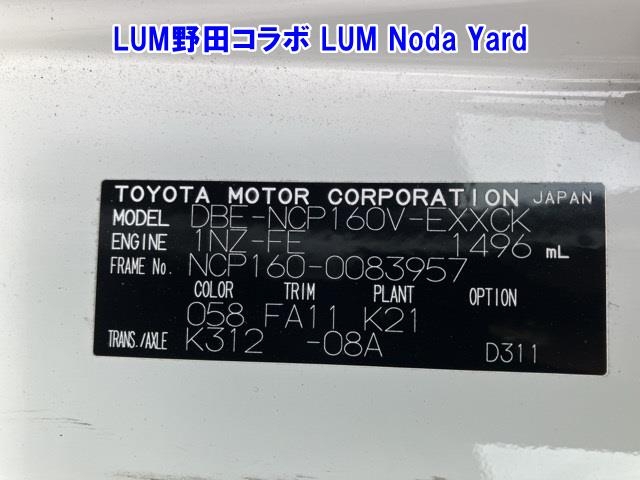 LUM野田コラボ LUM Noda Yard
TOYOTA MOTOR CORPORATION JAPAN
MODEL DBE-NCP160V-EXXCK
ENGINE 1NZ-FE 1496 mL
FRAME No. NCP160-0083957
COLOR TRIM PLANT OPTION
058 FA11 K21
TRANS./AXLE K312 -08A D311